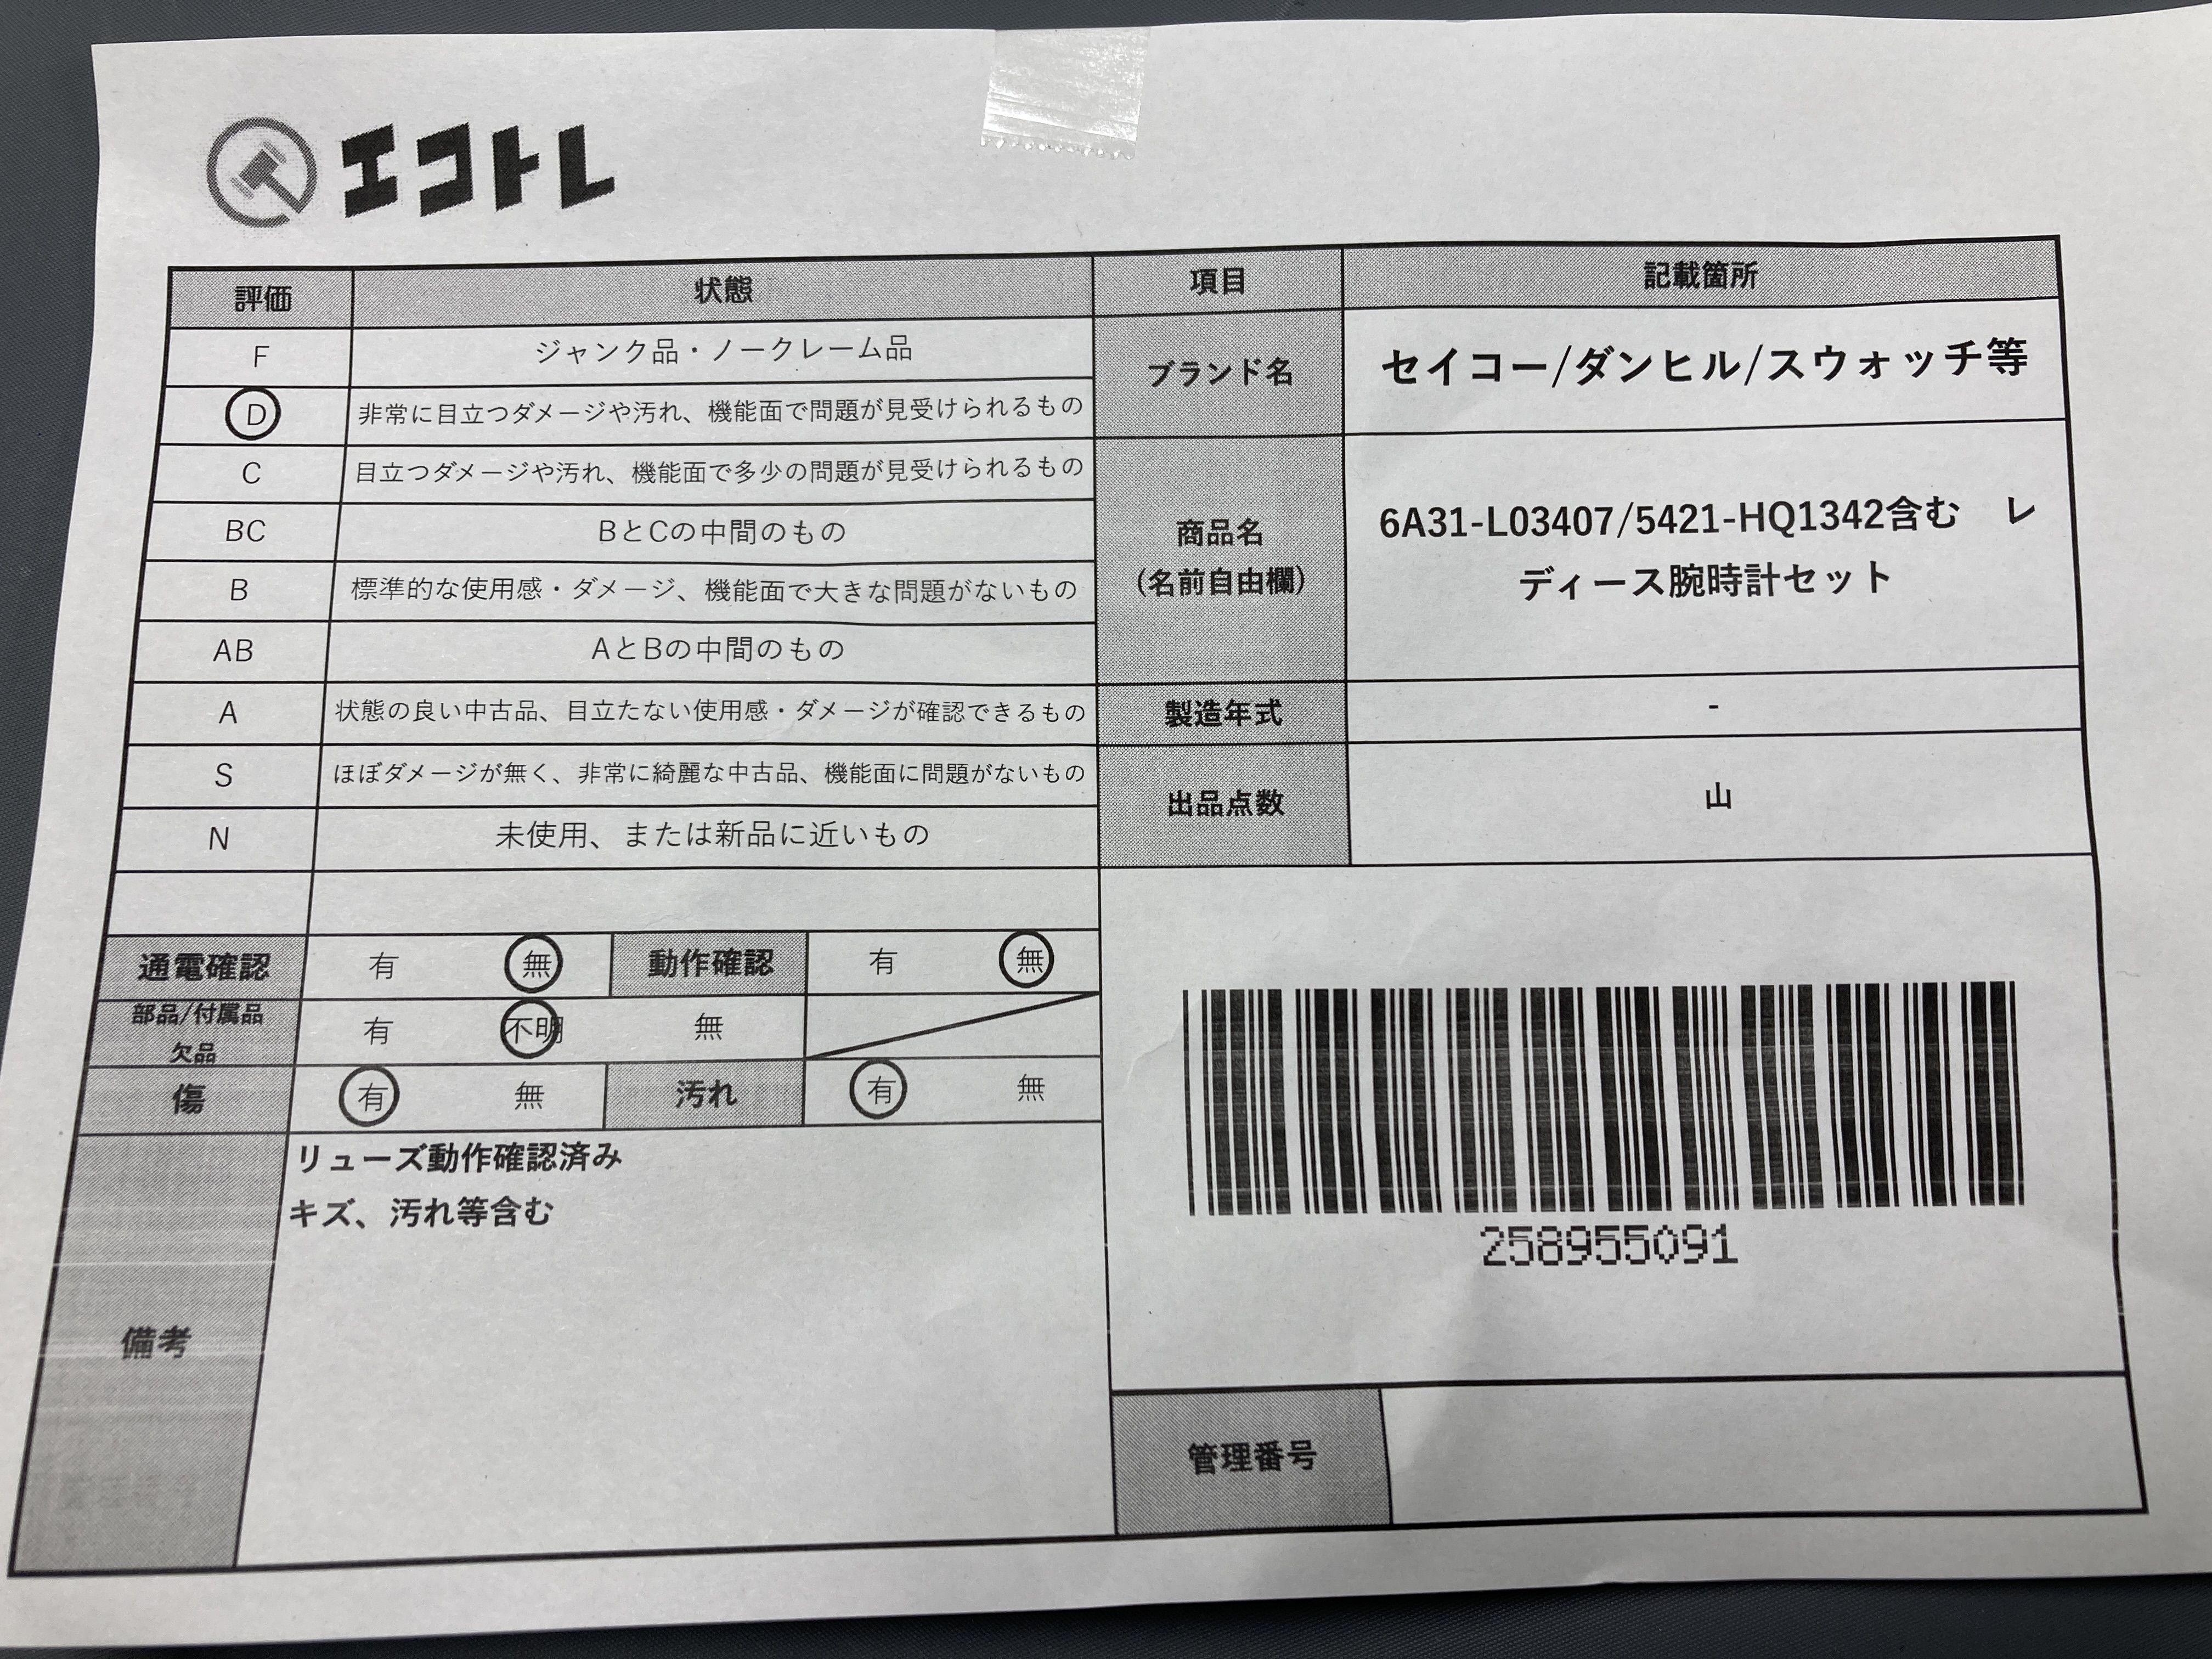 エコトレ
評価 状態 項目 記載箇所
F ジャンク品・ノークレーム品
D 非常に目立つダメージや汚れ、機能面で問題が見受けられるもの
C 目立つダメージや汚れ、機能面で多少の問題が見受けられるもの
BC BとCの中間のもの
B 標準的な使用感・ダメージ、機能面で大きな問題がないもの
AB AとBの中間のもの
A 状態の良い中古品、目立たない使用感・ダメージが確認できるもの
S ほぼダメージが無く、非常に綺麗な中古品、機能面に問題がないもの
N 未使用、または新品に近いもの
ブランド名 セイコー/ダンヒル/スウォッチ等
商品名
(名前自由欄)
6A31-L03407/5421-HQ1342含む レ
ディース腕時計セット
製造年式 -
出品点数 山
通電確認 有 無 動作確認 有 無
部品/付属品
欠品
有 不明 無
傷 有 無 汚れ 有 無
備考
リューズ動作確認済み
キズ、汚れ等含む
258955091
管理番号